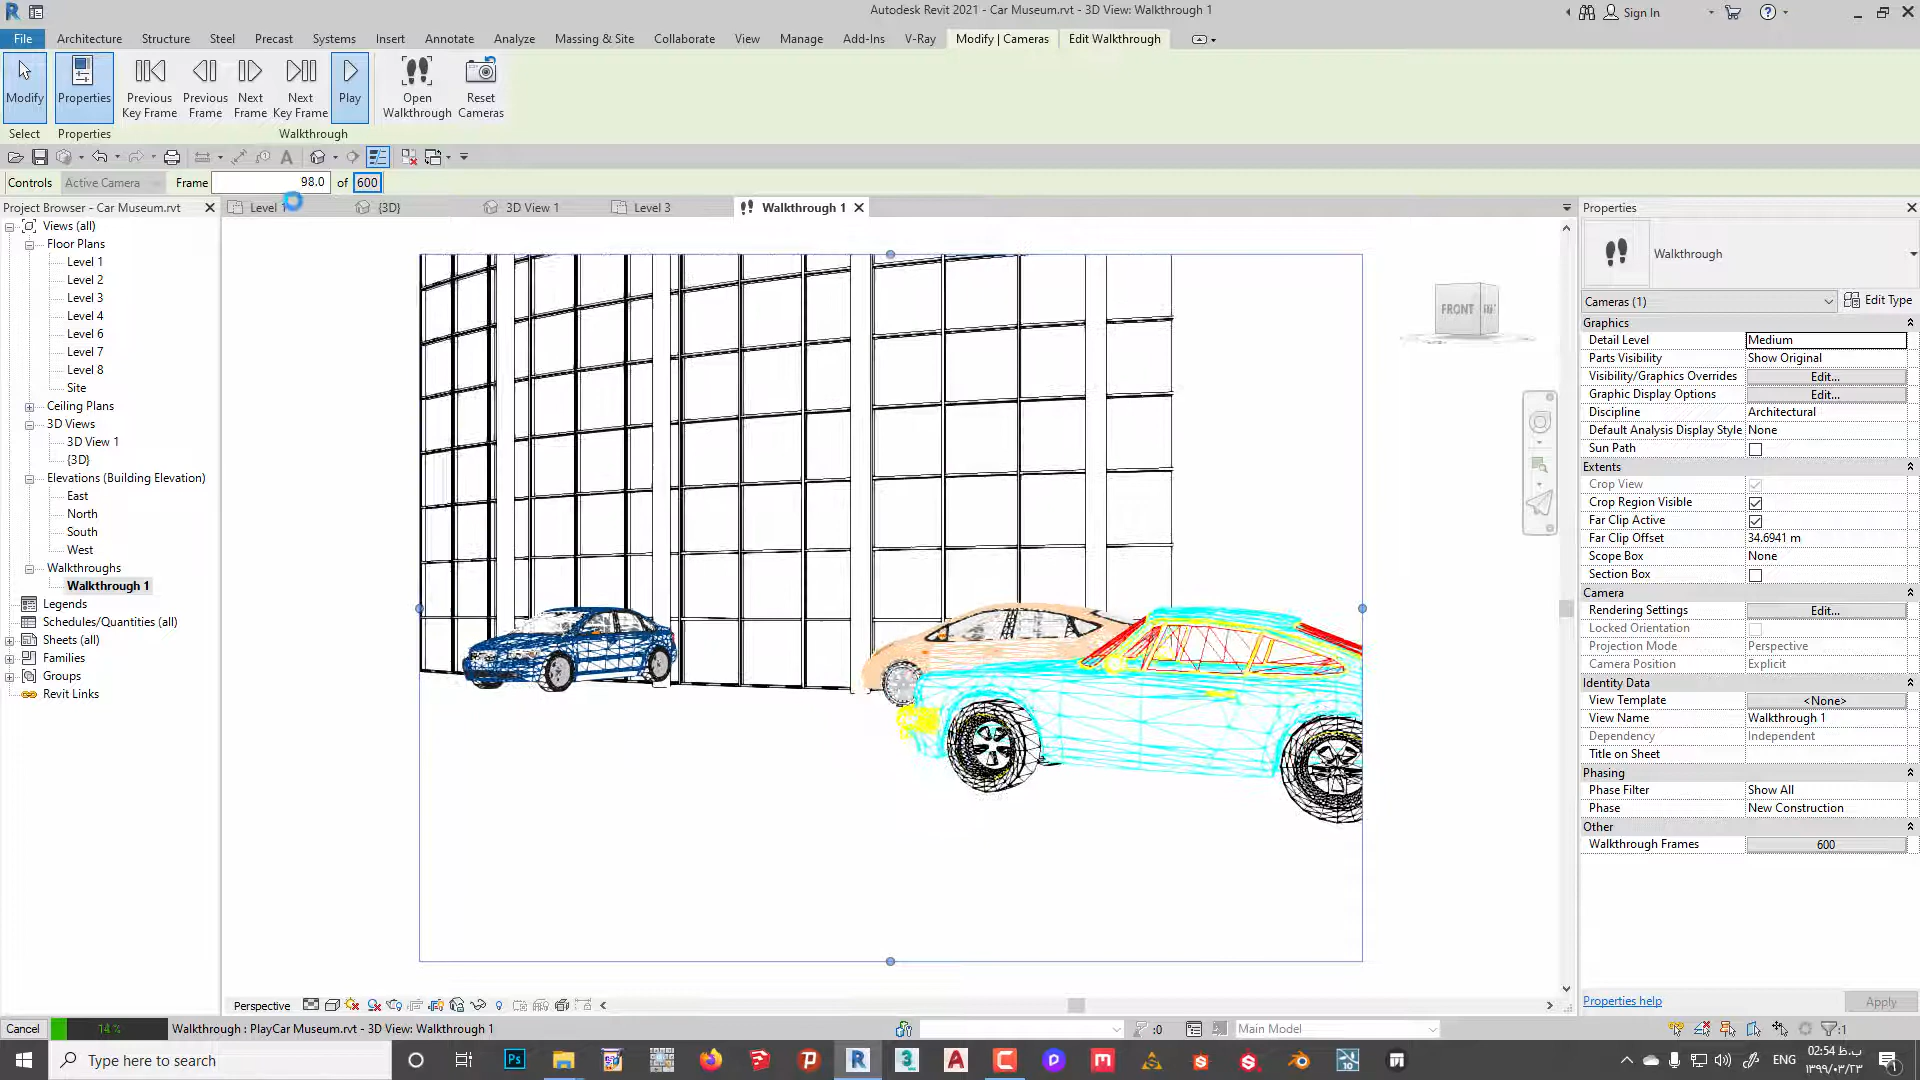 Autodesk Revit 2021 - Car Museum.rvt - 3D View: Walkthrough 1
Sign In
File Architecture Structure Steel Precast Systems Insert Annotate Analyze Massing & Site Collaborate View Manage Add-Ins V-Ray Modify | Cameras Edit Walkthrough
Modify Properties Previous Key Frame Previous Frame Next Frame Next Key Frame Play Open Walkthrough Reset Cameras
Select Properties Walkthrough
Controls Active Camera Frame 98.0 of 600
Project Browser - Car Museum.rvt
Level 1 {3D} 3D View 1 Level 3 Walkthrough 1
Views (all)
Floor Plans
Level 1
Level 2
Level 3
Level 4
Level 6
Level 7
Level 8
Site
Ceiling Plans
3D Views
3D View 1
{3D}
Elevations (Building Elevation)
East
North
South
West
Walkthroughs
Walkthrough 1
Legends
Schedules/Quantities (all)
Sheets (all)
Families
Groups
Revit Links
FRONT
Properties
Walkthrough
Cameras (1) Edit Type
Graphics
Detail Level Medium
Parts Visibility Show Original
Visibility/Graphics Overrides Edit...
Graphic Display Options Edit...
Discipline Architectural
Default Analysis Display Style None
Sun Path
Extents
Crop View
Crop Region Visible
Far Clip Active
Far Clip Offset 34.6941 m
Scope Box None
Section Box
Camera
Rendering Settings Edit...
Locked Orientation
Projection Mode Perspective
Camera Position Explicit
Identity Data
View Template <None>
View Name Walkthrough 1
Dependency Independent
Title on Sheet
Phasing
Phase Filter Show All
Phase New Construction
Other
Walkthrough Frames 600
Properties help Apply
Perspective
Cancel 14 % Walkthrough : PlayCar Museum.rvt - 3D View: Walkthrough 1
:0 Main Model :1
Type here to search
ENG
02:54 ب.ظ
۱۳۹۹/۰۳/۲۳